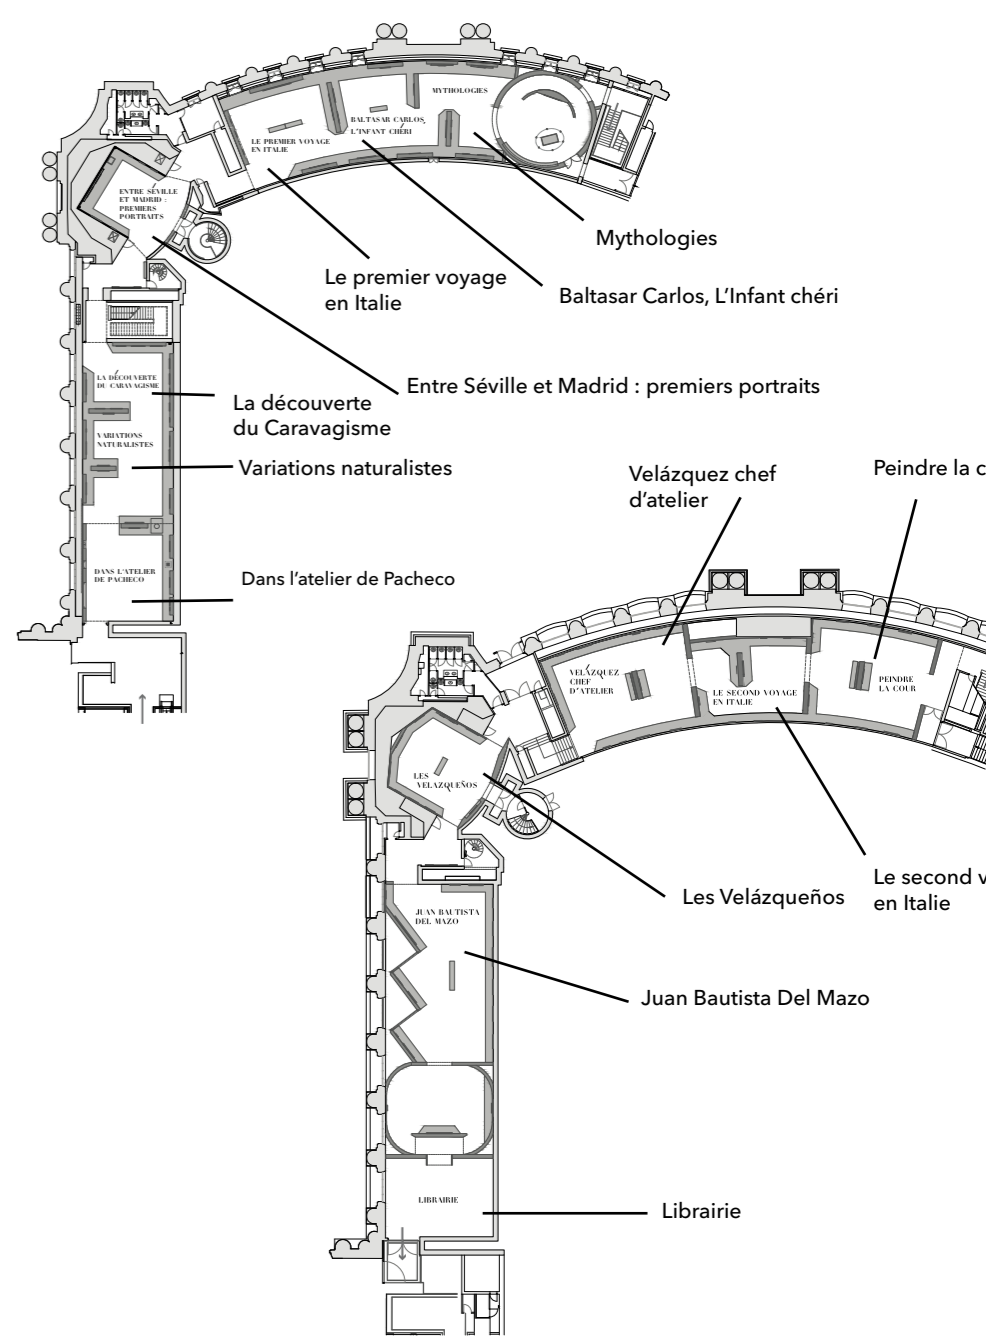 MYTHOLOGIES
BALTASAR CARLOS,
L'INFANT CHÉRI
LE PREMIER VOYAGE
EN ITALIE
ENTRE SÉVILLE
ET MADRID :
PREMIERS
PORTRAITS
Mythologies
Le premier voyage
en Italie
Baltasar Carlos, L'Infant chéri
LA DÉCOUVERTE
DU CARAVAGISME
Entre Séville et Madrid : premiers portraits
La découverte
du Caravagisme
VARIATIONS
NATURALISTES
Variations naturalistes
Velázquez chef
d'atelier
Peindre la c
DANS L'ATELIER
DE PACHECO
Dans l'atelier de Pacheco
VELÁZQUEZ
CHEF
D'ATELIER
LE SECOND VOYAGE
EN ITALIE
PEINDRE
LA COUR
LES
VELAZQUEÑOS
Les Velázqueños
Le second v
en Italie
JUAN BAUTISTA
DEL MAZO
Juan Bautista Del Mazo
LIBRAIRIE
Librairie